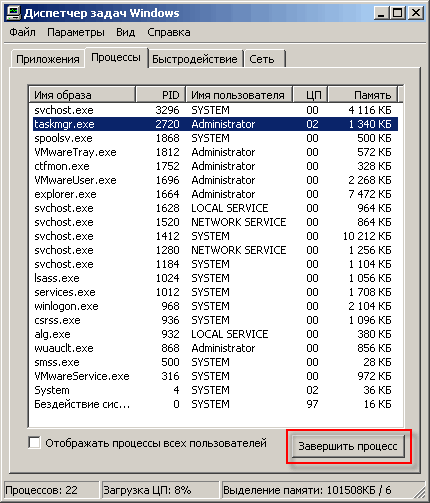 Диспетчер задач Windows
Файл Параметры Вид Справка
Приложения Процессы Быстродействие Сеть
Имя образа PID Имя пользователя ЦП Память
svchost.exe 3296 SYSTEM 00 4 116 КБ
taskmgr.exe 2720 Administrator 02 1 340 КБ
spoolsv.exe 1868 SYSTEM 00 500 КБ
VMwareTray.exe 1812 Administrator 00 572 КБ
ctfmon.exe 1752 Administrator 00 328 КБ
VMwareUser.exe 1696 Administrator 00 2 268 КБ
explorer.exe 1664 Administrator 00 7 472 КБ
svchost.exe 1628 LOCAL SERVICE 00 964 КБ
svchost.exe 1520 NETWORK SERVICE 00 864 КБ
svchost.exe 1412 SYSTEM 00 10 212 КБ
svchost.exe 1280 NETWORK SERVICE 00 1 256 КБ
svchost.exe 1184 SYSTEM 00 1 104 КБ
lsass.exe 1024 SYSTEM 00 1 056 КБ
services.exe 1012 SYSTEM 00 1 708 КБ
winlogon.exe 968 SYSTEM 00 2 104 КБ
csrss.exe 936 SYSTEM 00 1 096 КБ
alg.exe 932 LOCAL SERVICE 00 380 КБ
wuauclt.exe 868 Administrator 00 856 КБ
smss.exe 500 SYSTEM 00 28 КБ
VMwareService.exe 316 SYSTEM 00 972 КБ
System 4 SYSTEM 02 36 КБ
Бездействие сис... 0 SYSTEM 97 16 КБ
Отображать процессы всех пользователей
Завершить процесс
Процессов: 22 Загрузка ЦП: 8% Выделение памяти: 101508КБ / 6